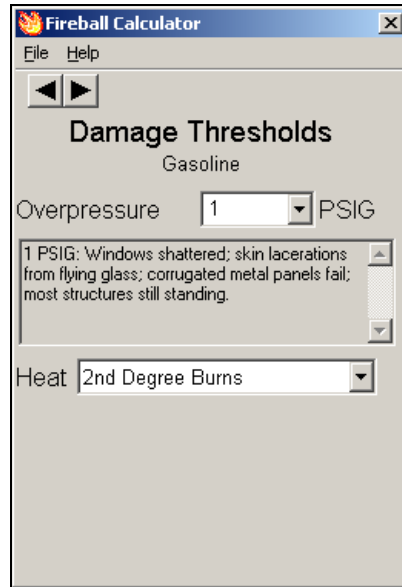 Fireball Calculator
File Help
Damage Thresholds
Gasoline
Overpressure 1 PSIG
1 PSIG: Windows shattered; skin lacerations
from flying glass; corrugated metal panels fail;
most structures still standing.
Heat 2nd Degree Burns